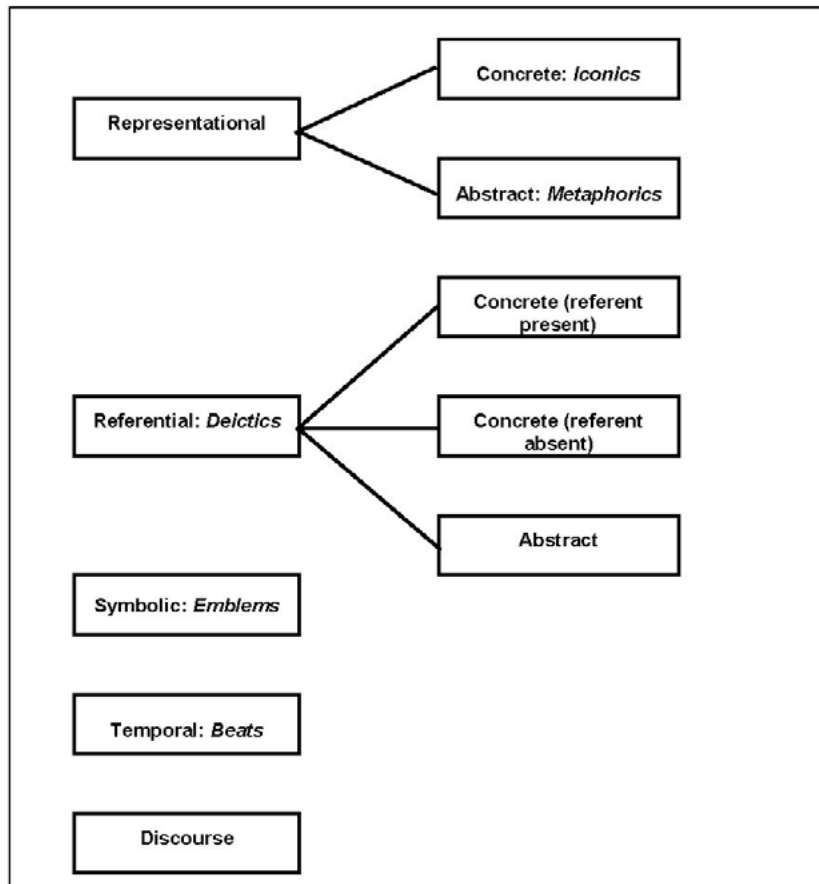 Concrete: Iconics
Representational
Abstract: Metaphorics
Concrete (referent
present)
Referential: Deictics
Concrete (referent
absent)
Abstract
Symbolic: Emblems
Temporal: Beats
Discourse